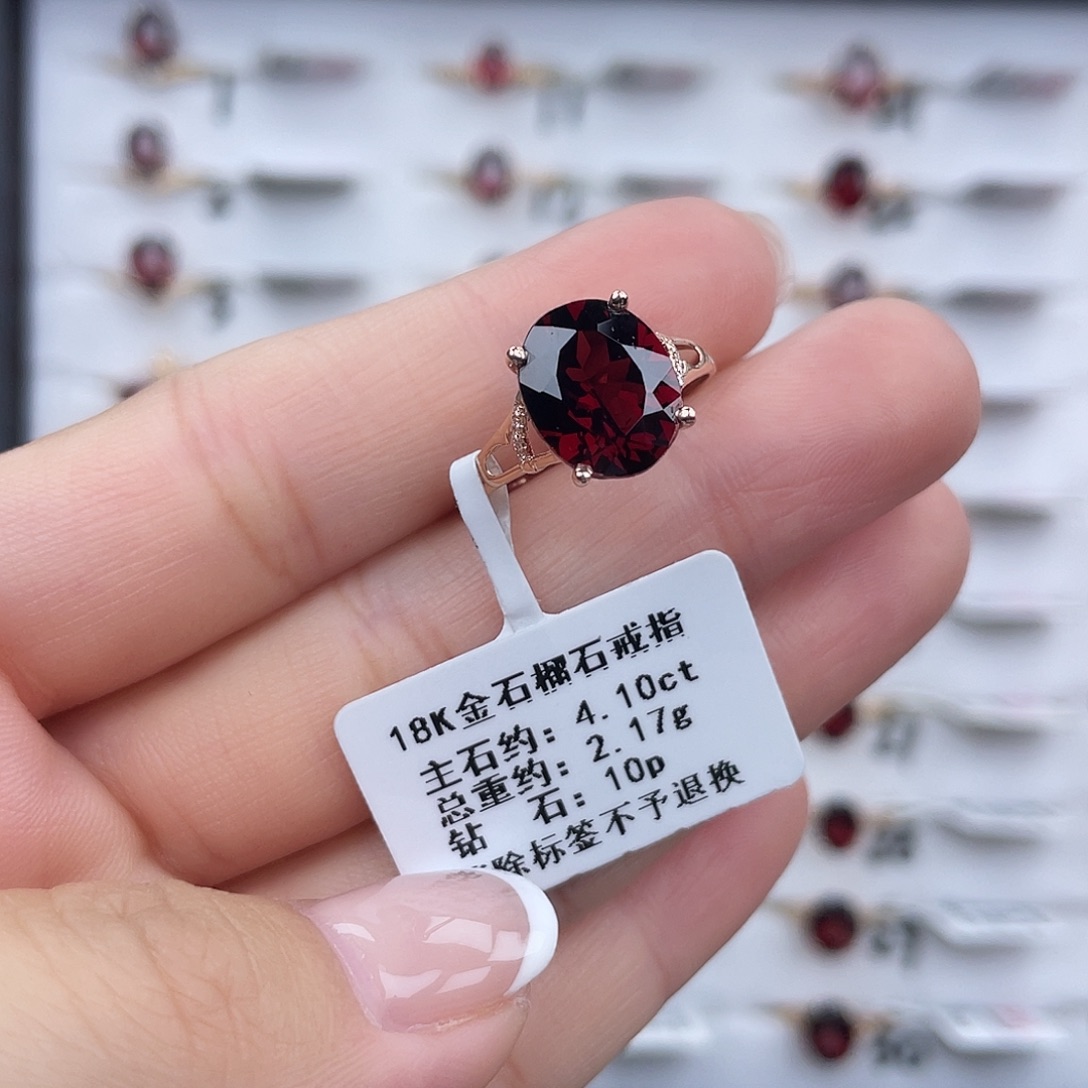 18K金石榴石戒指
主石约: 4.10ct
总重约: 2.17g
钻 石: 10p
除标签不予退换